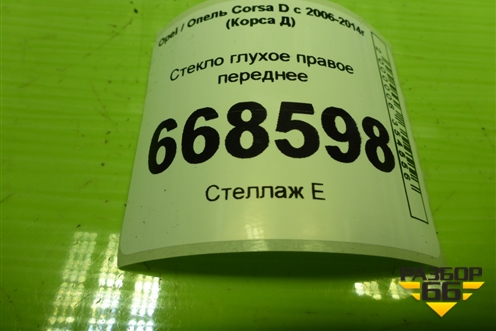 Opel / Опель Corsa D с 2006-2014г
(Корса Д)
Стекло глухое правое
переднее
668598
Стеллаж Е
РАЗБОР
66